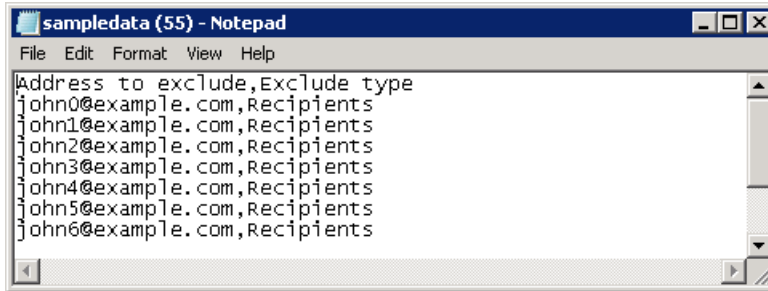 sampledata (55) - Notepad
File Edit Format View Help
Address to exclude,Exclude type
john0@example.com,Recipients
john1@example.com,Recipients
john2@example.com,Recipients
john3@example.com,Recipients
john4@example.com,Recipients
john5@example.com,Recipients
john6@example.com,Recipients